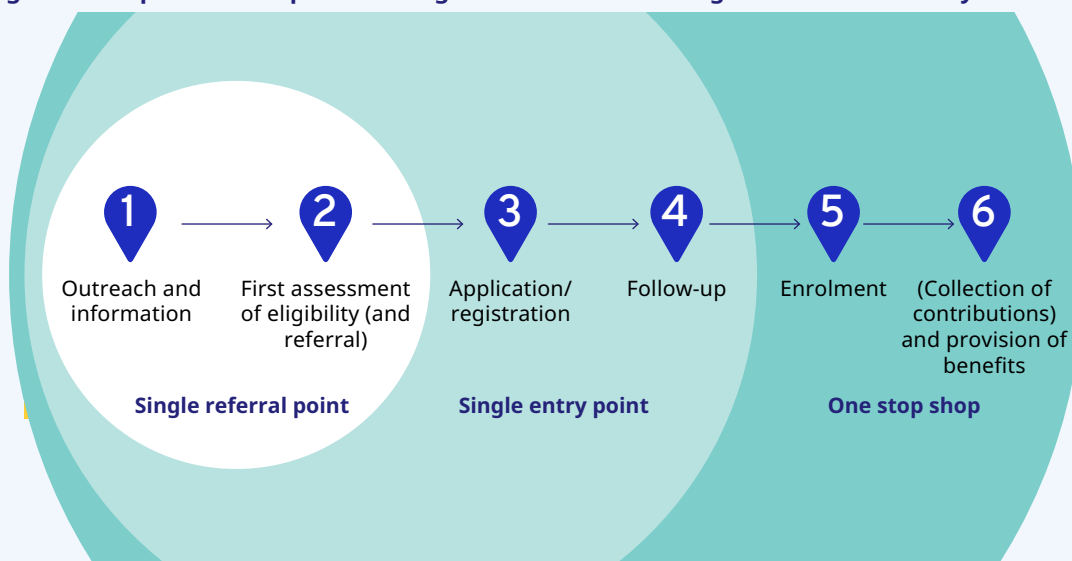 1
2
3
4
5
6
Outreach and
information
First assessment
of eligibility (and
referral)
Application/
registration
Follow-up
Enrolment
(Collection of
contributions)
and provision of
benefits
Single referral point
Single entry point
One stop shop